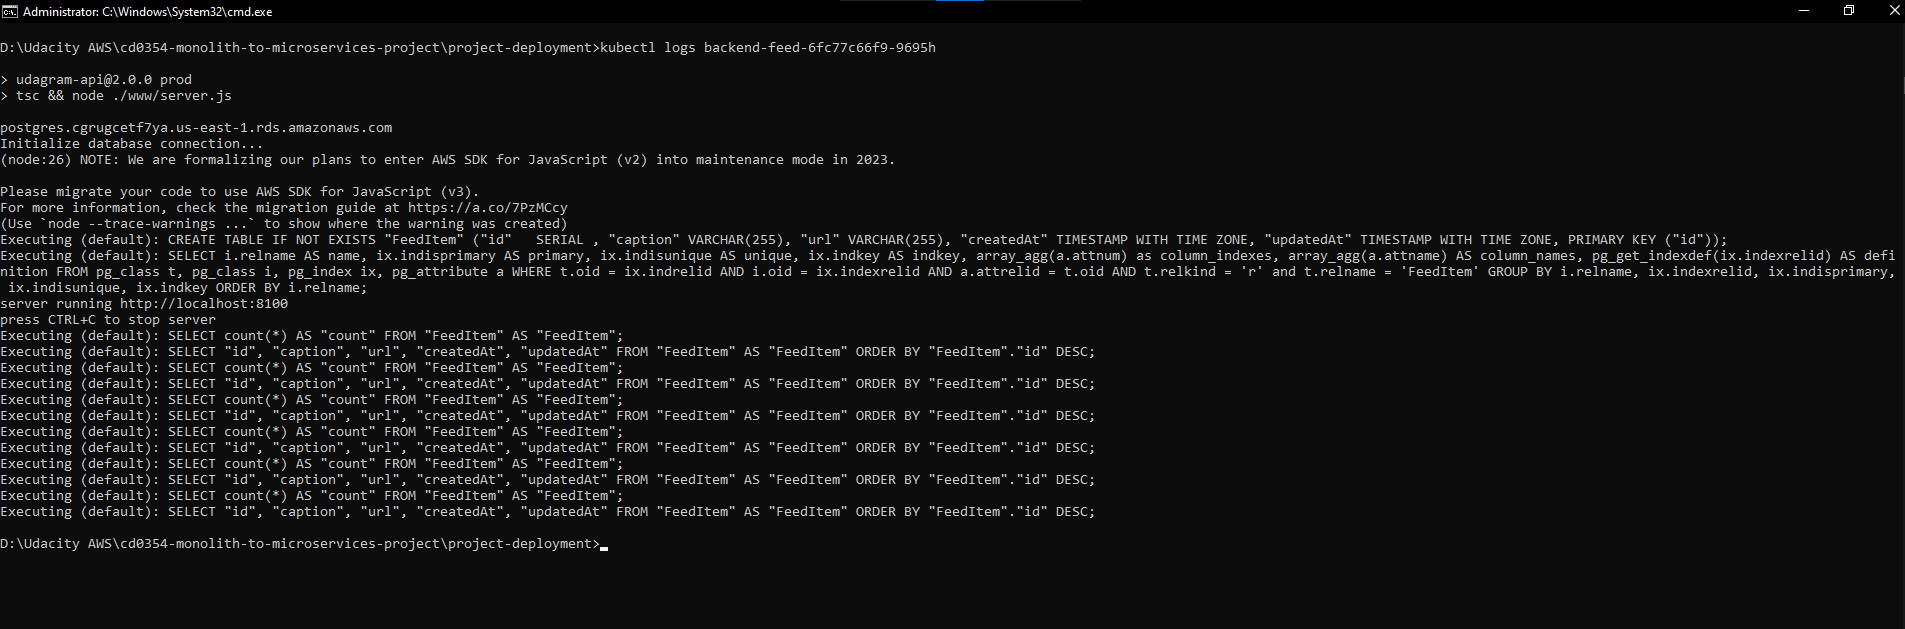 Administrator: C:\Windows\System32\cmd.exe
D:\Udacity AWS\cd0354-monolith-to-microservices-project\project-deployment>kubectl logs backend-feed-6fc77c66f9-9695h
> udagram-api@2.0.0 prod
> tsc && node ./www/server.js
postgres.cgrugcetf7ya.us-east-1.rds.amazonaws.com
Initialize database connection...
(node:26) NOTE: We are formalizing our plans to enter AWS SDK for JavaScript (v2) into maintenance mode in 2023.
Please migrate your code to use AWS SDK for JavaScript (v3).
For more information, check the migration guide at https://a.co/7PzMCcy
(Use `node --trace-warnings ...` to show where the warning was created)
Executing (default): CREATE TABLE IF NOT EXISTS "FeedItem" ("id"   SERIAL , "caption" VARCHAR(255), "url" VARCHAR(255), "createdAt" TIMESTAMP WITH TIME ZONE, "updatedAt" TIMESTAMP WITH TIME ZONE, PRIMARY KEY ("id"));
Executing (default): SELECT i.relname AS name, ix.indisprimary AS primary, ix.indisunique AS unique, ix.indkey AS indkey, array_agg(a.attnum) as column_indexes, array_agg(a.attname) AS column_names, pg_get_indexdef(ix.indexrelid) AS defi
nition FROM pg_class t, pg_class i, pg_index ix, pg_attribute a WHERE t.oid = ix.indrelid AND i.oid = ix.indexrelid AND a.attrelid = t.oid AND t.relkind = 'r' and t.relname = 'FeedItem' GROUP BY i.relname, ix.indexrelid, ix.indisprimary,
 ix.indisunique, ix.indkey ORDER BY i.relname;
server running http://localhost:8100
press CTRL+C to stop server
Executing (default): SELECT count(*) AS "count" FROM "FeedItem" AS "FeedItem";
Executing (default): SELECT "id", "caption", "url", "createdAt", "updatedAt" FROM "FeedItem" AS "FeedItem" ORDER BY "FeedItem"."id" DESC;
Executing (default): SELECT count(*) AS "count" FROM "FeedItem" AS "FeedItem";
Executing (default): SELECT "id", "caption", "url", "createdAt", "updatedAt" FROM "FeedItem" AS "FeedItem" ORDER BY "FeedItem"."id" DESC;
Executing (default): SELECT count(*) AS "count" FROM "FeedItem" AS "FeedItem";
Executing (default): SELECT "id", "caption", "url", "createdAt", "updatedAt" FROM "FeedItem" AS "FeedItem" ORDER BY "FeedItem"."id" DESC;
Executing (default): SELECT count(*) AS "count" FROM "FeedItem" AS "FeedItem";
Executing (default): SELECT "id", "caption", "url", "createdAt", "updatedAt" FROM "FeedItem" AS "FeedItem" ORDER BY "FeedItem"."id" DESC;
Executing (default): SELECT count(*) AS "count" FROM "FeedItem" AS "FeedItem";
Executing (default): SELECT "id", "caption", "url", "createdAt", "updatedAt" FROM "FeedItem" AS "FeedItem" ORDER BY "FeedItem"."id" DESC;
Executing (default): SELECT count(*) AS "count" FROM "FeedItem" AS "FeedItem";
Executing (default): SELECT "id", "caption", "url", "createdAt", "updatedAt" FROM "FeedItem" AS "FeedItem" ORDER BY "FeedItem"."id" DESC;
D:\Udacity AWS\cd0354-monolith-to-microservices-project\project-deployment>